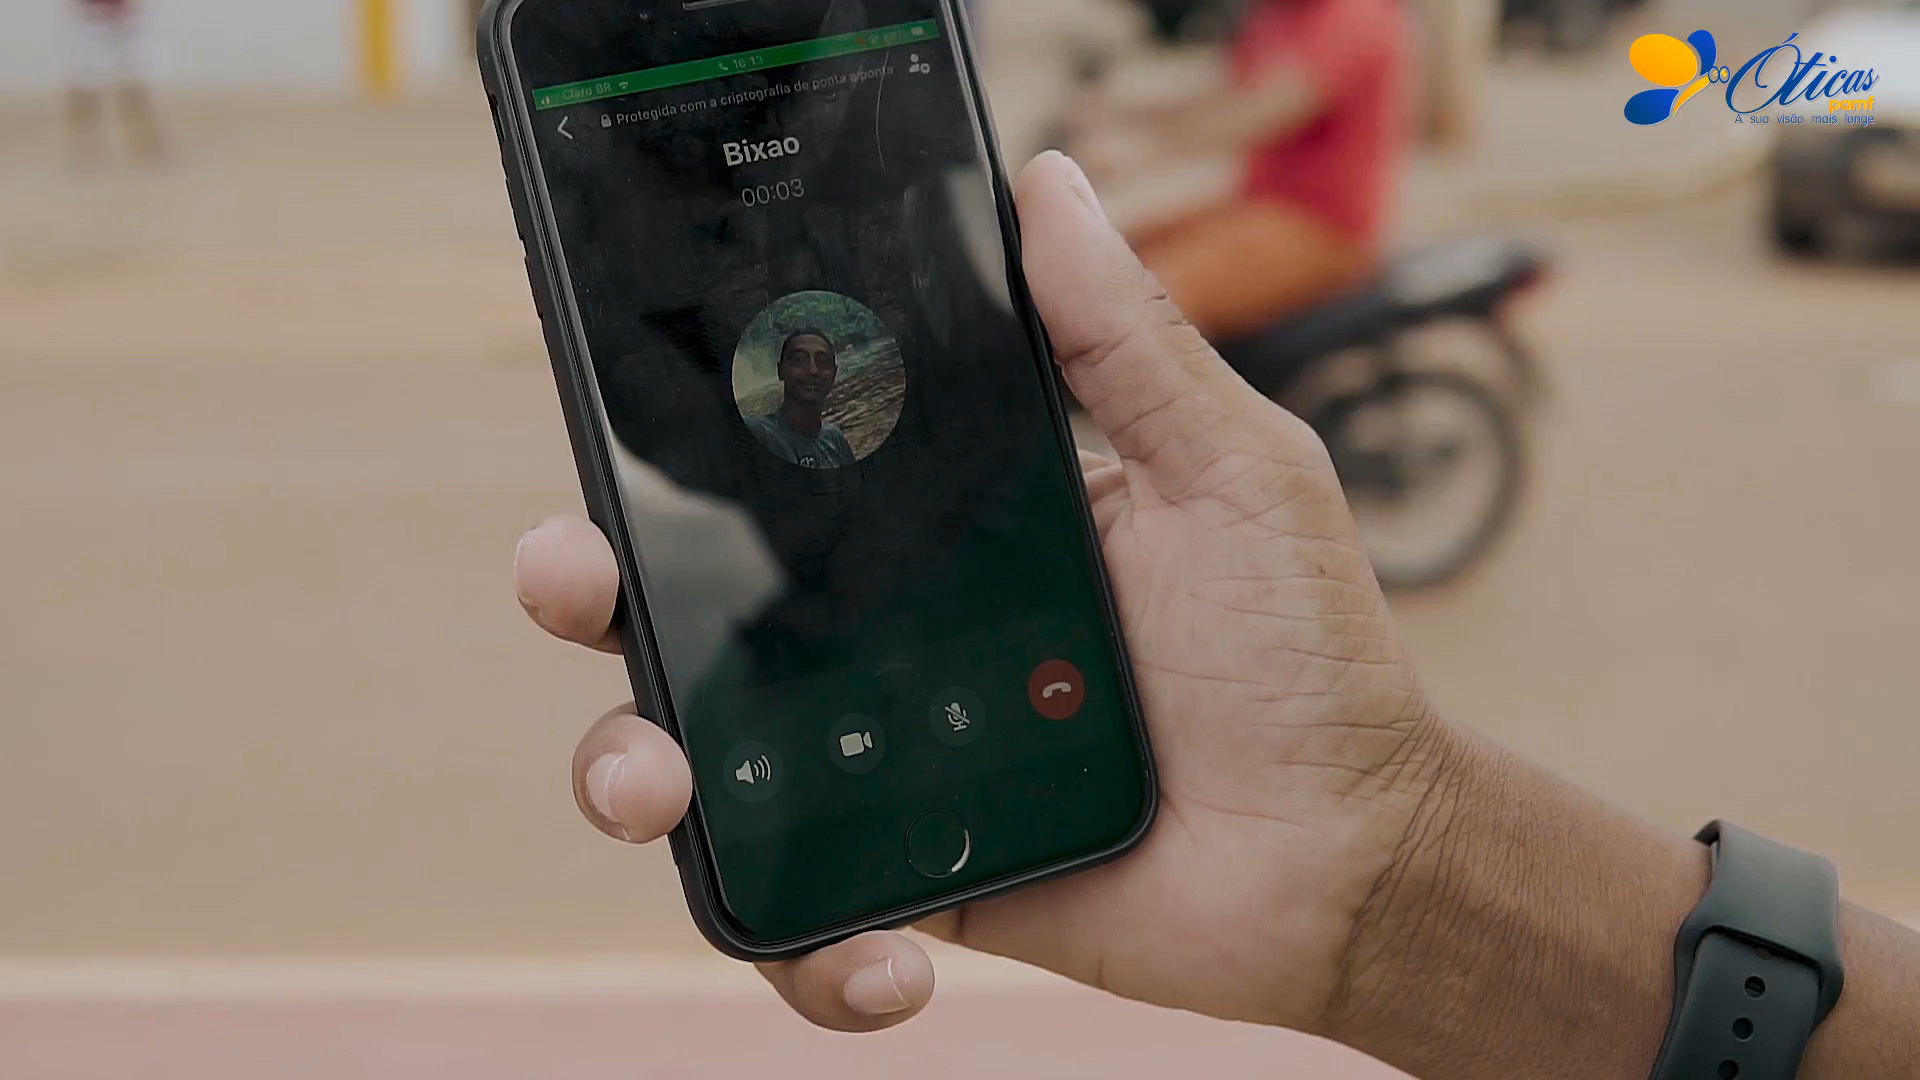 Claro BR
16:13
Protegida com a criptografia de ponta a ponta
Bixao
00:03
Óticas
pamf
A sua visão mais longe